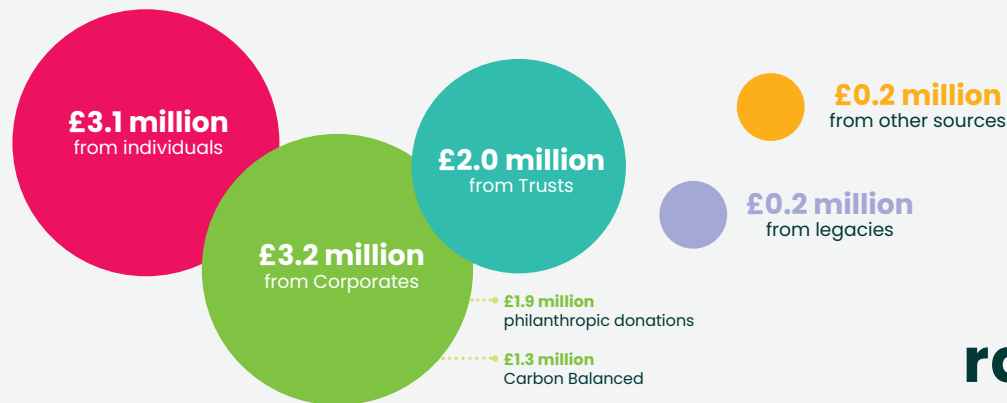 £3.1 million
from individuals
£3.2 million
from Corporates
£1.9 million
philanthropic donations
£1.3 million
Carbon Balanced
£2.0 million
from Trusts
£0.2 million
from other sources
£0.2 million
from legacies